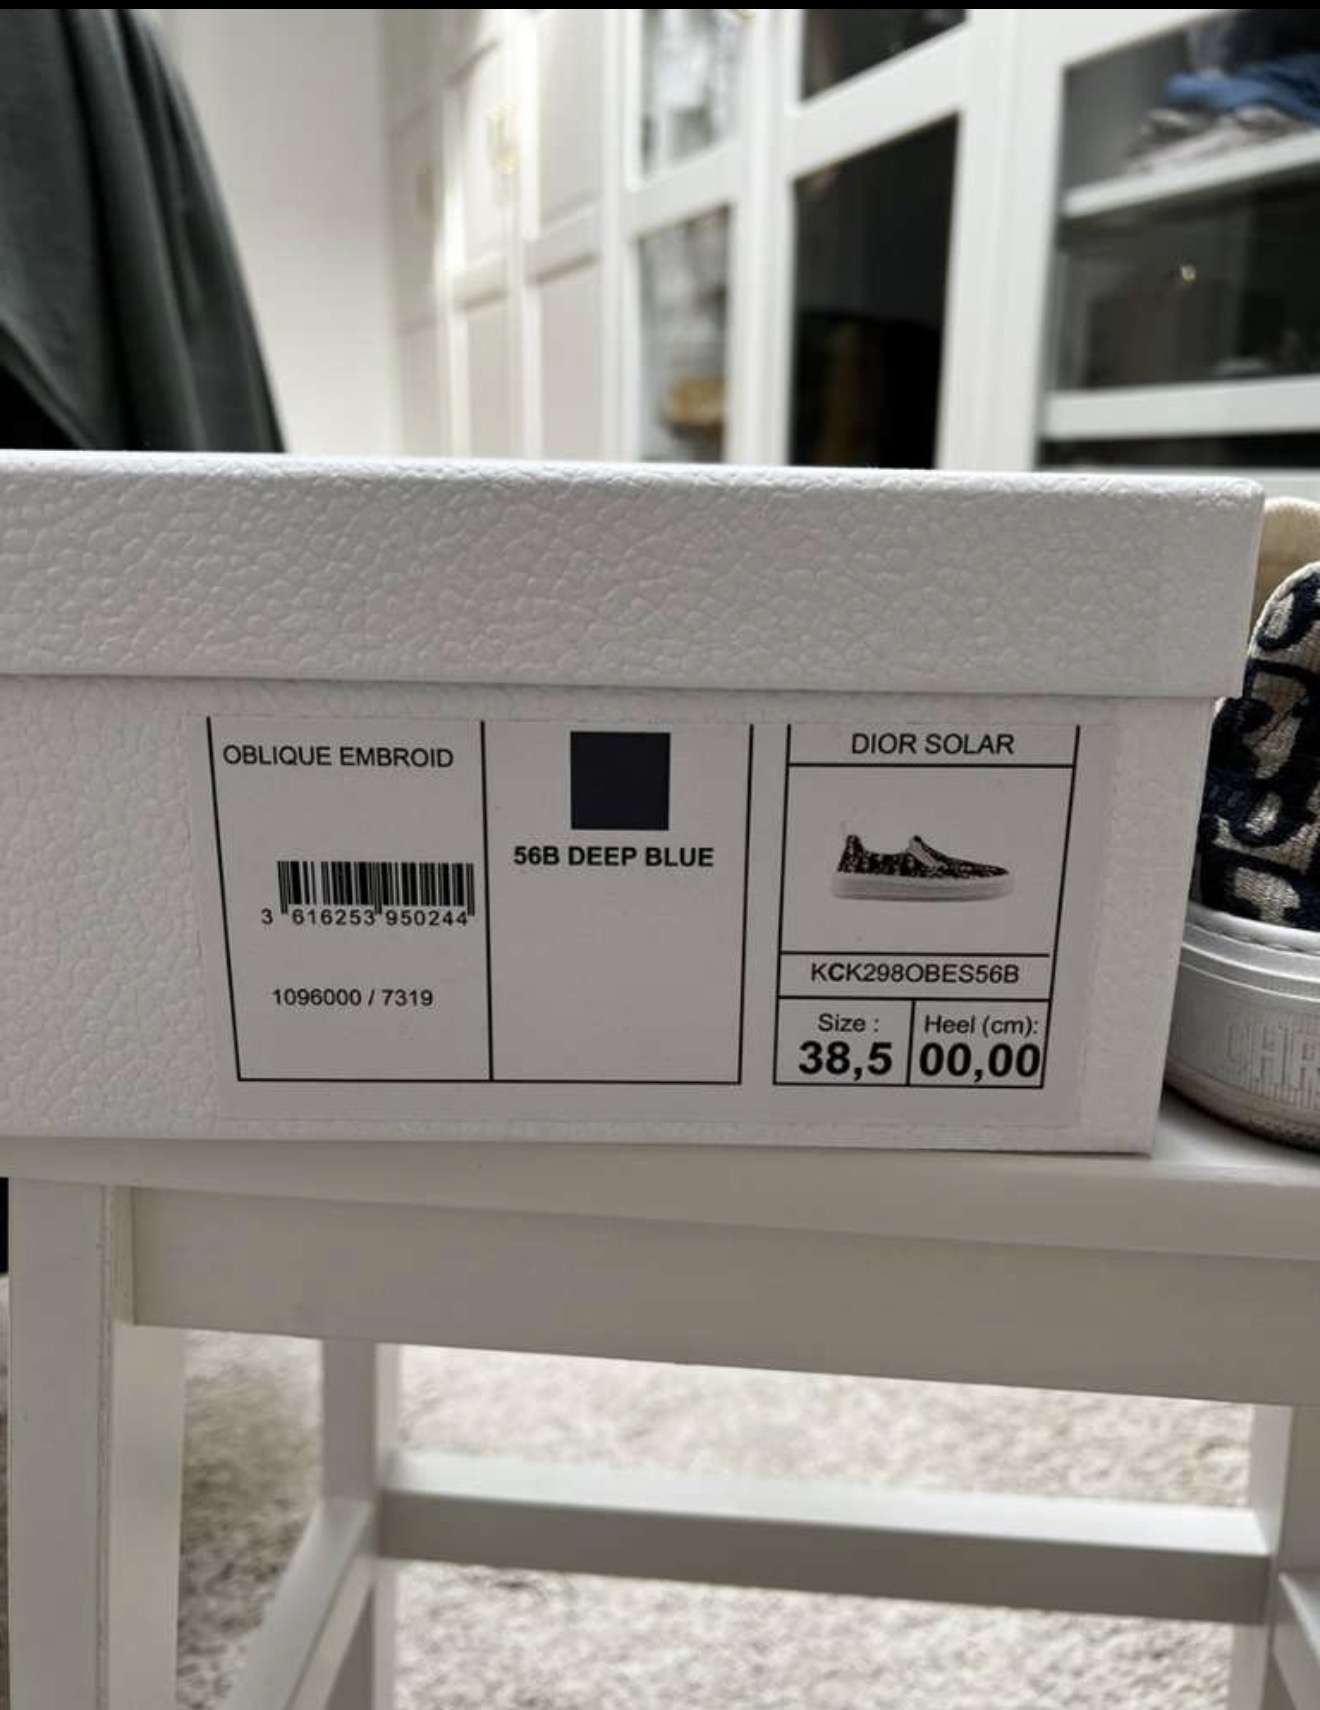 OBLIQUE EMBROID
3 616253 950244
1096000 / 7319
56B DEEP BLUE
DIOR SOLAR
KCK298OBES56B
Size :
38,5
Heel (cm):
00,00
CHR